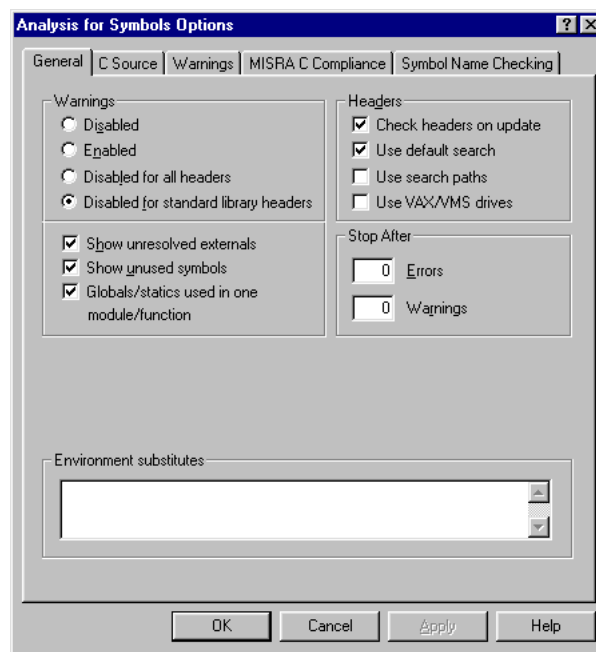 Analysis for Symbols Options
General
C Source
Warnings
MISRA C Compliance
Symbol Name Checking
Warnings
Disabled
Enabled
Disabled for all headers
Disabled for standard library headers
Show unresolved externals
Show unused symbols
Globals/statics used in one
module/function
Headers
Check headers on update
Use default search
Use search paths
Use VAX/VMS drives
Stop After
0 Errors
0 Warnings
Environment substitutes
OK
Cancel
Apply
Help